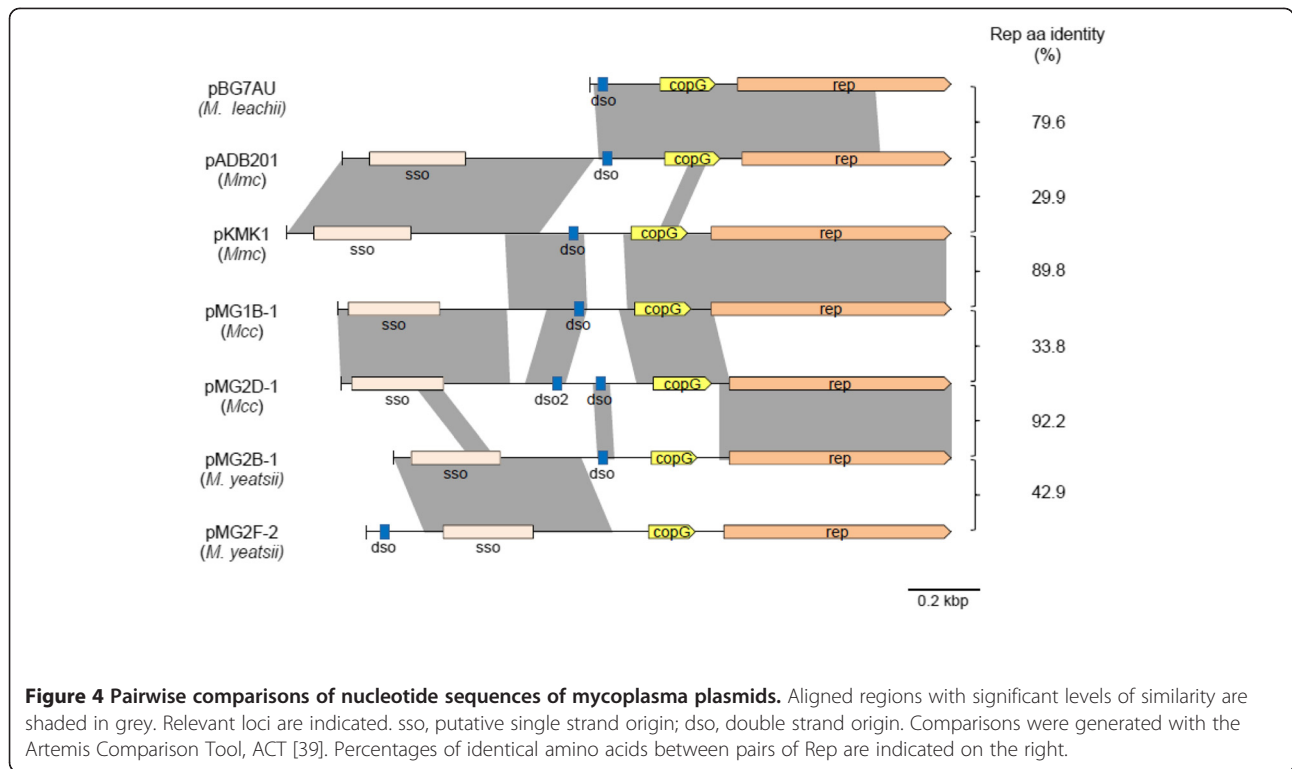 Rep aa identity
(%)
pBG7AU
(M. leachii)
dso
copG
rep
79.6
pADB201
(Mmc)
sso
dso
copG
rep
29.9
pKMK1
(Mmc)
sso
dso
copG
rep
89.8
pMG1B-1
(Mcc)
sso
dso
copG
rep
33.8
pMG2D-1
(Mcc)
sso
dso2
dso
copG
rep
92.2
pMG2B-1
(M. yeatsii)
sso
dso
copG
rep
42.9
pMG2F-2
(M. yeatsii)
dso
sso
copG
rep
0.2 kbp
Figure 4 Pairwise comparisons of nucleotide sequences of mycoplasma plasmids. Aligned regions with significant levels of similarity are
shaded in grey. Relevant loci are indicated. sso, putative single strand origin; dso, double strand origin. Comparisons were generated with the
Artemis Comparison Tool, ACT [39]. Percentages of identical amino acids between pairs of Rep are indicated on the right.